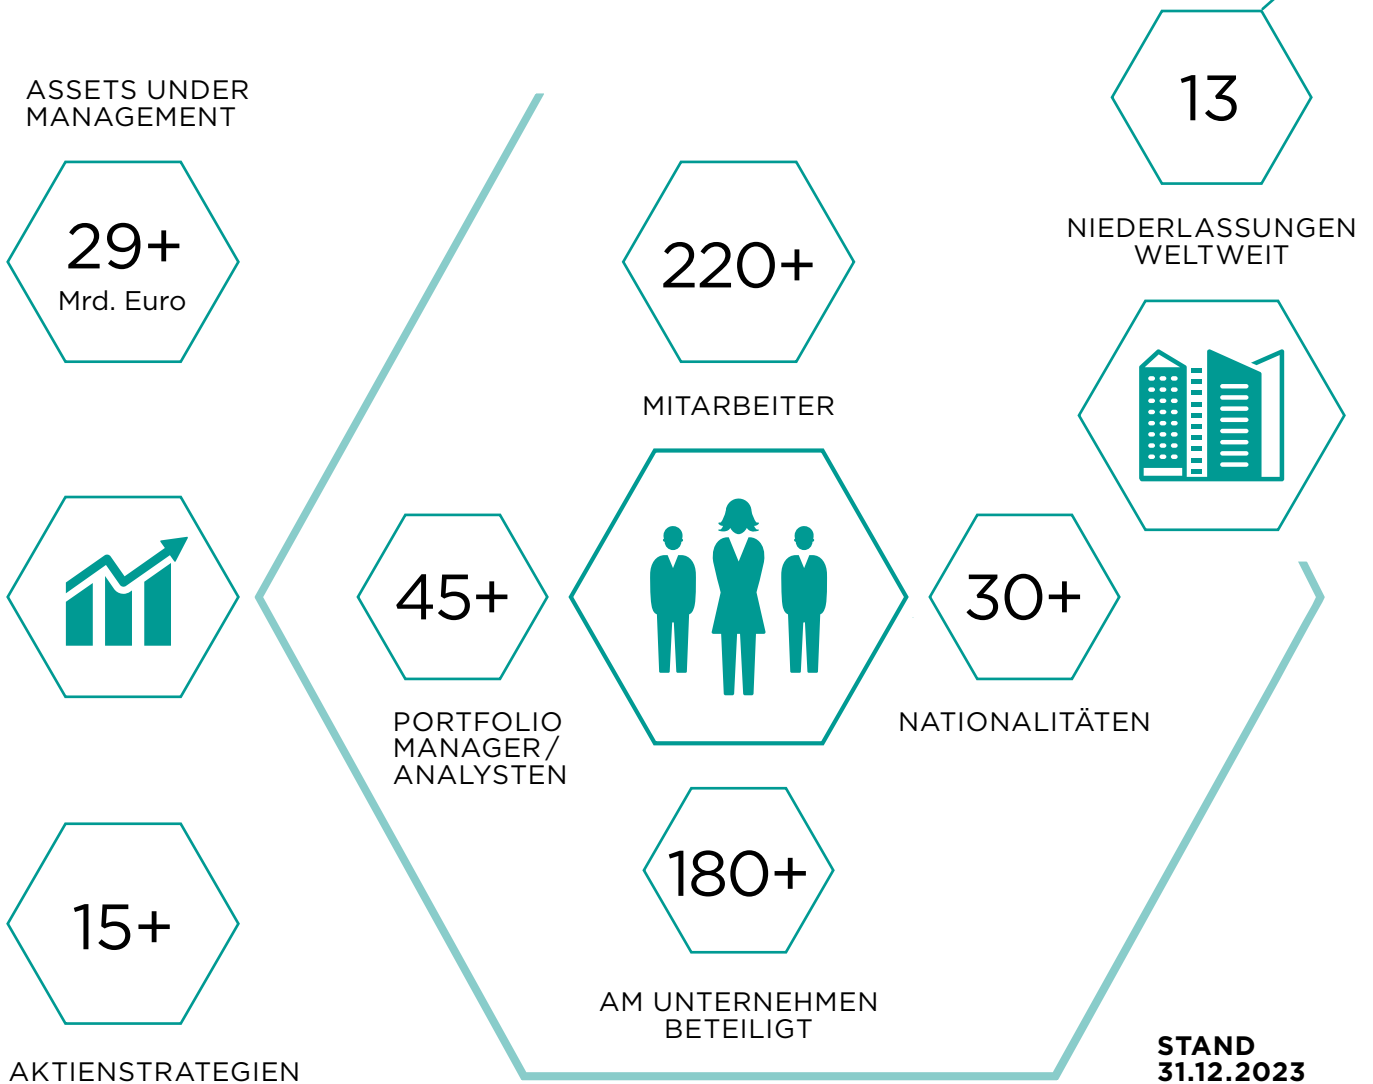 ASSETS UNDER
MANAGEMENT
29+
Mrd. Euro
15+
AKTIENSTRATEGIEN
220+
MITARBEITER
45+
PORTFOLIO
MANAGER/
ANALYSTEN
30+
NATIONALITÄTEN
180+
AM UNTERNEHMEN
BETEILIGT
13
NIEDERLASSUNGEN
WELTWEIT
STAND
31.12.2023